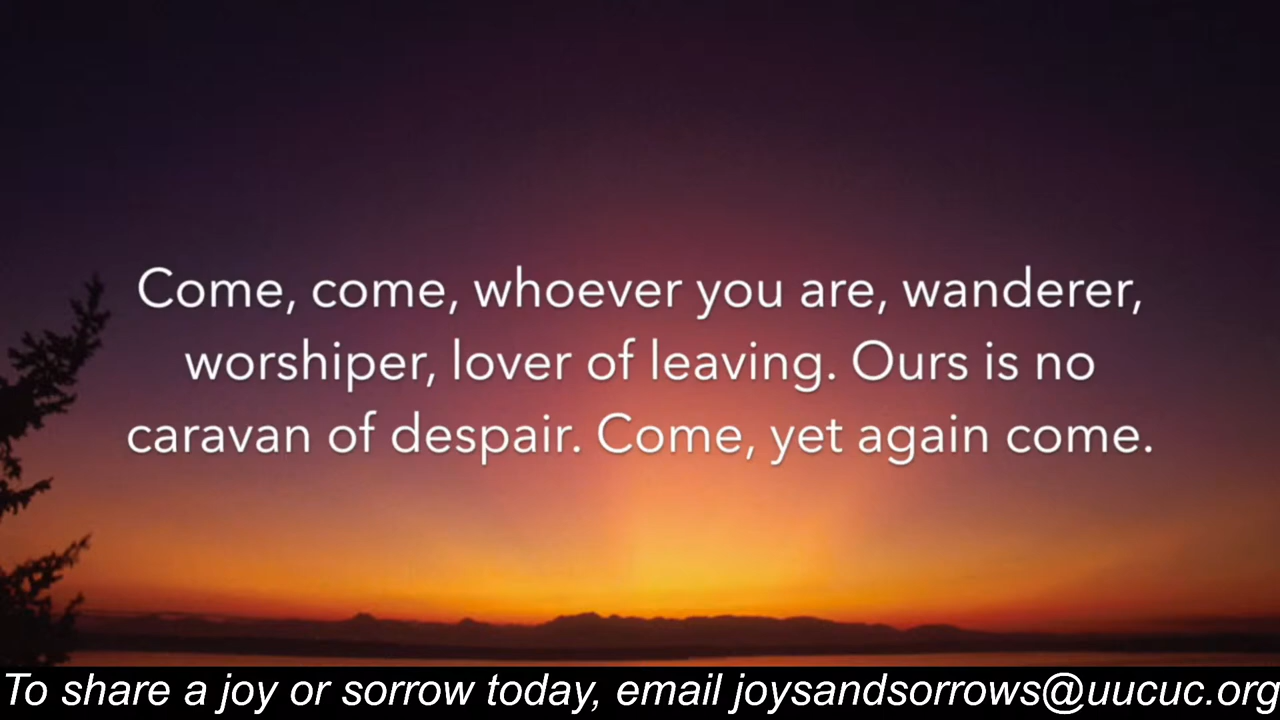 Come, come, whoever you are, wanderer,
worshiper, lover of leaving. Ours is no
caravan of despair. Come, yet again come.
To share a joy or sorrow today, email joysandsorrows@uucuc.org